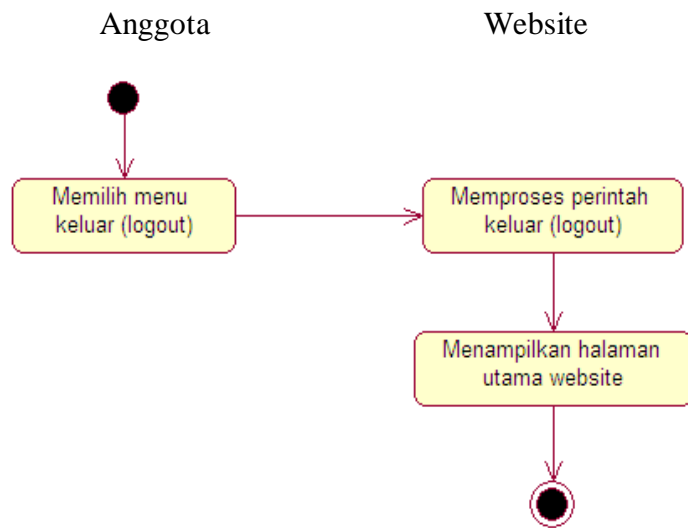 Anggota
Website
Memilih menu
keluar (logout)
Memproses perintah
keluar (logout)
Menampilkan halaman
utama website